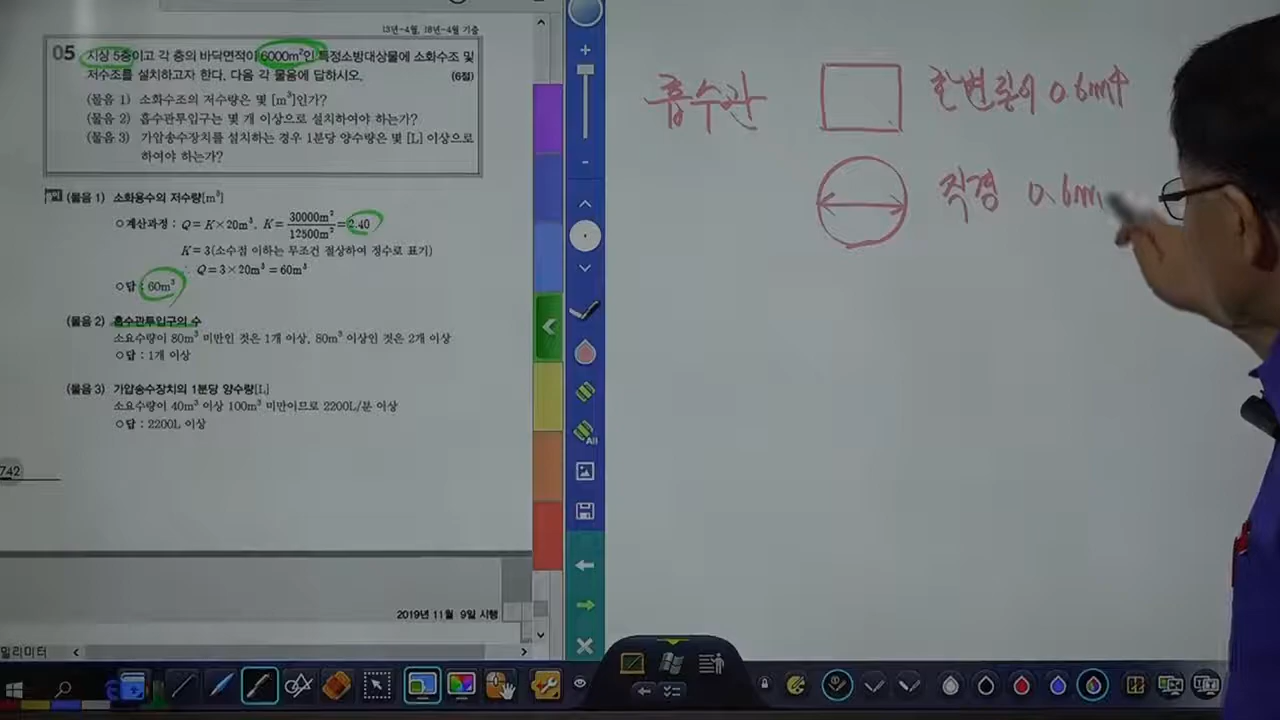 13년-4월, 18년-4월 기출
05 지상 5층이고 각 층의 바닥면적이 6000m²인 특정소방대상물에 소화수조 및
저수조를 설치하고자 한다. 다음 각 물음에 답하시오. (6점)
(물음 1) 소화수조의 저수량은 몇 [m³]인가?
(물음 2) 흡수관투입구는 몇 개 이상으로 설치하여야 하는가?
(물음 3) 가압송수장치를 설치하는 경우 1분당 양수량은 몇 [L] 이상으로
하여야 하는가?
(물음 1) 소화용수의 저수량[m³]
○계산과정 : Q=K×20m³, K=30000m²/12500m²=2.40
K=3(소수점 이하는 무조건 절상하여 정수로 표기)
∴ Q=3×20m³=60m³
○답 : 60m³
(물음 2) 흡수관투입구의 수
소요수량이 80m³ 미만인 것은 1개 이상, 80m³ 이상인 것은 2개 이상
○답 : 1개 이상
(물음 3) 가압송수장치의 1분당 양수량[L]
소요수량이 40m³ 이상 100m³ 미만이므로 2200L/분 이상
○답 : 2200L 이상
742
2019년 11월 9일 시행
밀리미터
All
흡수관 한변길이 0.6m↑
직경 0.6m